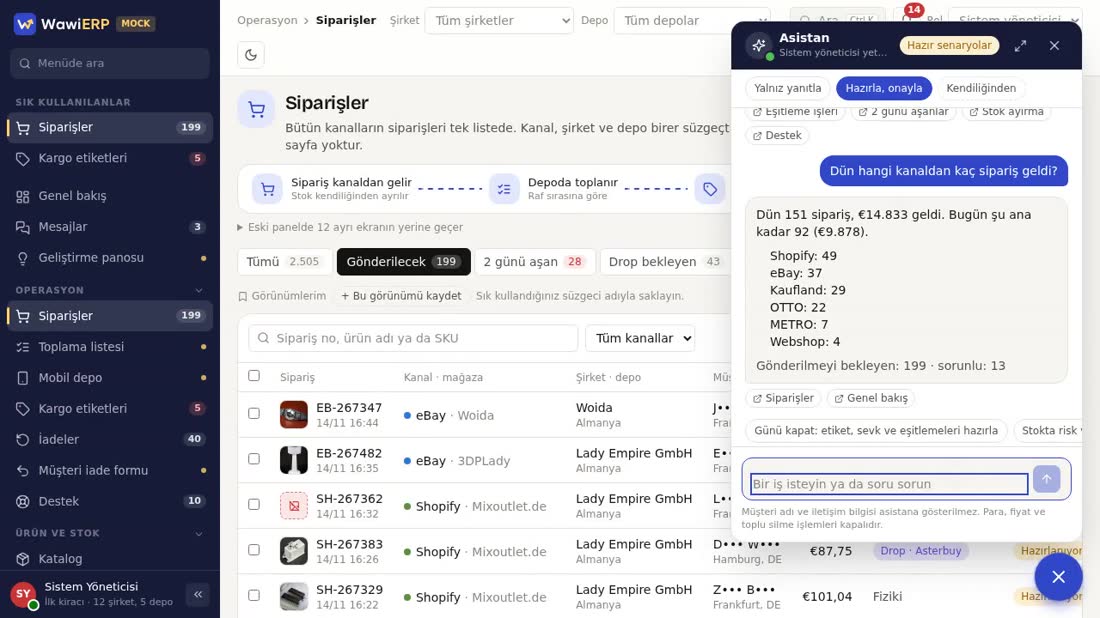 WawiERP MOCK
Menüde ara
SIK KULLANILANLAR
Siparişler 199
Kargo etiketleri 5
Genel bakış
Mesajlar 3
Geliştirme panosu
OPERASYON
Siparişler 199
Toplama listesi
Mobil depo
Kargo etiketleri 5
İadeler 40
Müşteri iade formu
Destek 10
ÜRÜN VE STOK
Katalog
SY Sistem Yöneticisi
İlk kiracı · 12 şirket, 5 depo
Operasyon > Siparişler Şirket Tüm şirketler Depo Tüm depolar
14
Siparişler
Bütün kanalların siparişleri tek listede. Kanal, şirket ve depo birer süzgeçt
sayfa yoktur.
Sipariş kanaldan gelir
Stok kendiliğinden ayrılır
Depoda toplanır
Raf sırasına göre
Eski panelde 12 ayrı ekranın yerine geçer
Tümü 2.505 Gönderilecek 199 2 günü aşan 28 Drop bekleyen 43
Görünümlerim + Bu görünümü kaydet Sık kullandığınız süzgeci adıyla saklayın.
Sipariş no, ürün adı ya da SKU Tüm kanallar
Sipariş Kanal · mağaza Şirket · depo
EB-267347 eBay · Woida Woida J••
14/11 16:44 Almanya
EB-267482 eBay · 3DPLady Lady Empire GmbH E••
14/11 16:35 Almanya
SH-267362 Shopify · Mixoutlet.de Lady Empire GmbH L••
14/11 16:32 Almanya
SH-267383 Shopify · Mixoutlet.de Lady Empire GmbH D••• W••• €87,75 Drop · Asterbuy Hazırlanıyor
14/11 16:26 Almanya Hamburg, DE
SH-267329 Shopify · Mixoutlet.de Lady Empire GmbH Z••• B••• €101,04 Fiziki
14/11 16:22 Almanya Frankfurt, DE
Asistan
Sistem yöneticisi yet...
Hazır senaryolar
Yalnız yanıtla Hazırla, onayla Kendiliğinden
Eşitleme işleri 2 günü aşanlar Stok ayırma
Destek
Dün hangi kanaldan kaç sipariş geldi?
Dün 151 sipariş, €14.833 geldi. Bugün şu ana
kadar 92 (€9.878).
Shopify: 49
eBay: 37
Kaufland: 29
OTTO: 22
METRO: 7
Webshop: 4
Gönderilmeyi bekleyen: 199 · sorunlu: 13
Siparişler Genel bakış
Günü kapat: etiket, sevk ve eşitlemeleri hazırla Stokta risk
Bir iş isteyin ya da soru sorun
Müşteri adı ve iletişim bilgisi asistana gösterilmez. Para, fiyat ve
toplu silme işlemleri kapalıdır.